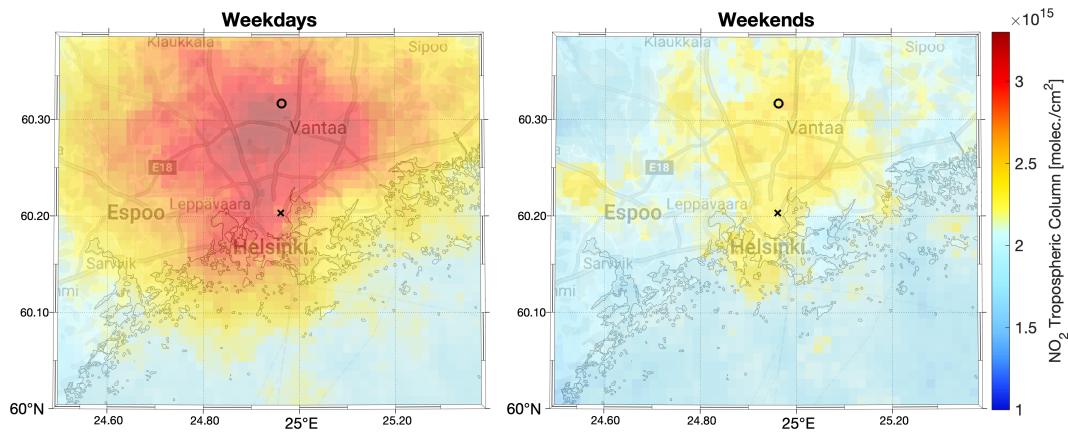 Weekdays
Weekends
×10¹⁵
Klaukkala
Sipoo
Klaukkala
Sipoo
3
60.30
Vantaa
60.30
Vantaa
E18
E18
2.5
60.20
Espoo
Leppävaara
60.20
Espoo
Leppävaara
2
Helsinki
Helsinki
Sarvvik
Sarvvik
mi
mi
60.10
60.10
1.5
60°N
60°N
1
24.60
24.80
25°E
25.20
24.60
24.80
25°E
25.20
NO₂ Tropospheric Column [molec./cm²]